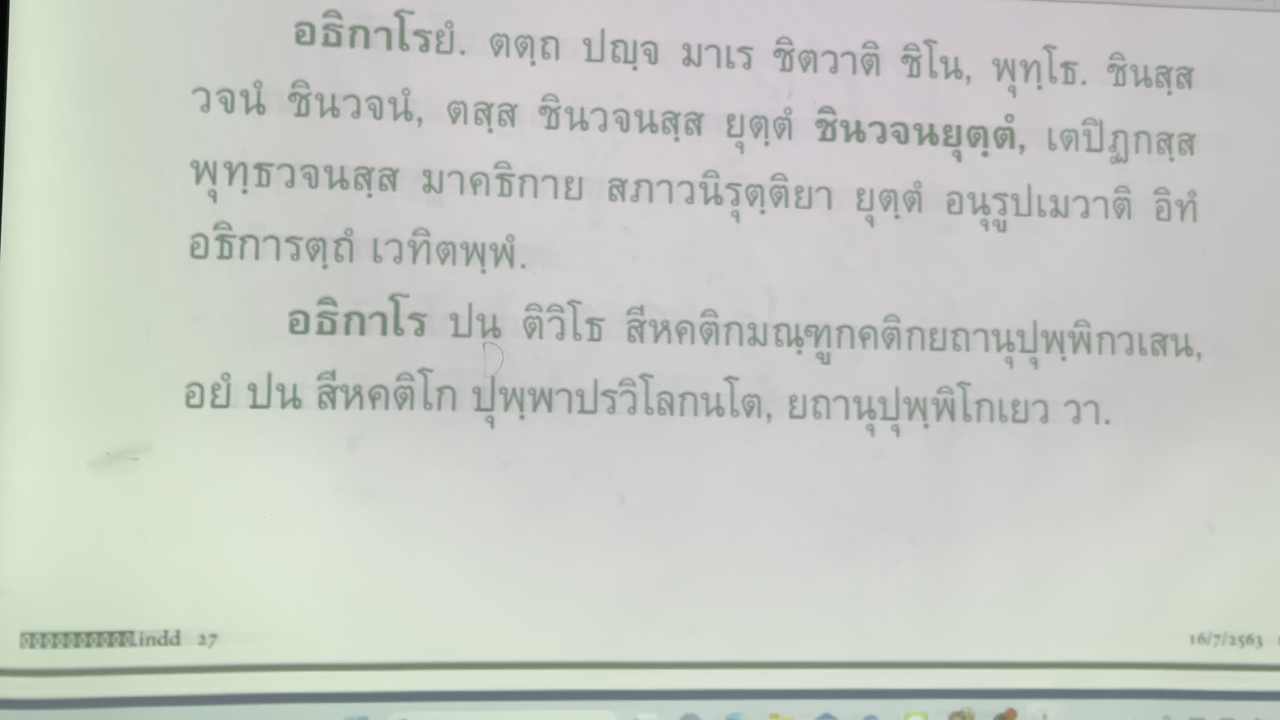 อธิกาโรยํ. ตตฺถ ปญฺจ มาเร ชิตวาติ ชิโน, พุทฺโธ. ชินสฺส
วจนํ ชินวจนํ, ตสฺส ชินวจนสฺส ยุตฺตํ ชินวจนยุตฺตํ, เตปิฏกสฺส
พุทฺธวจนสฺส มาคธิกาย สภาวนิรุตฺติยา ยุตฺตํ อนุรูปเมวาติ อิทํ
อธิการตฺถํ เวทิตพฺพํ.
อธิกาโร ปน ติวิโธ สีหคติกมณฺฑูกคติกยถานุปุพฺพิกวเสน,
อยํ ปน สีหคติโก ปุพฺพาปรวิโลกนโต, ยถานุปุพฺพิโกเยว วา.
.indd 27
16/7/2563